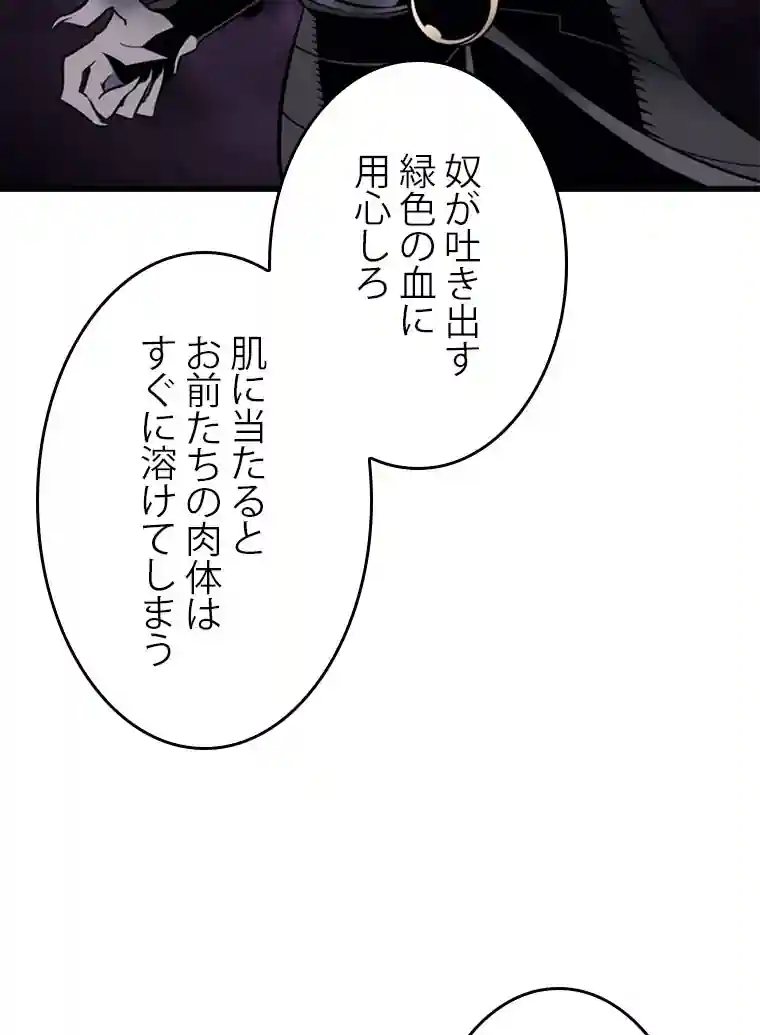 奴が吐き出す
緑色の血に
用心しろ
肌に当たると
お前たちの肉体は
すぐに溶けてしまう